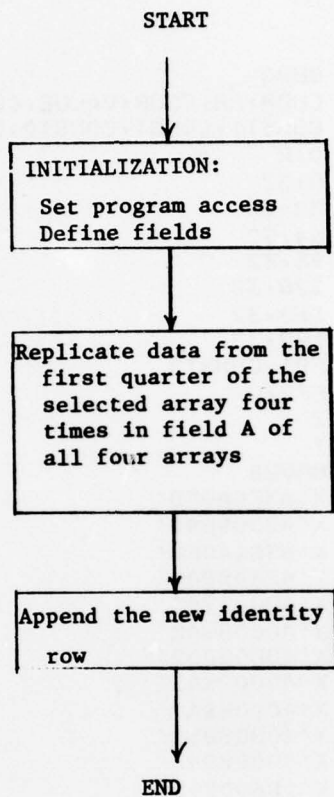 START
INITIALIZATION:
Set program access
Define fields
Replicate data from the
first quarter of the
selected array four
times in field A of
all four arrays
Append the new identity
row
END